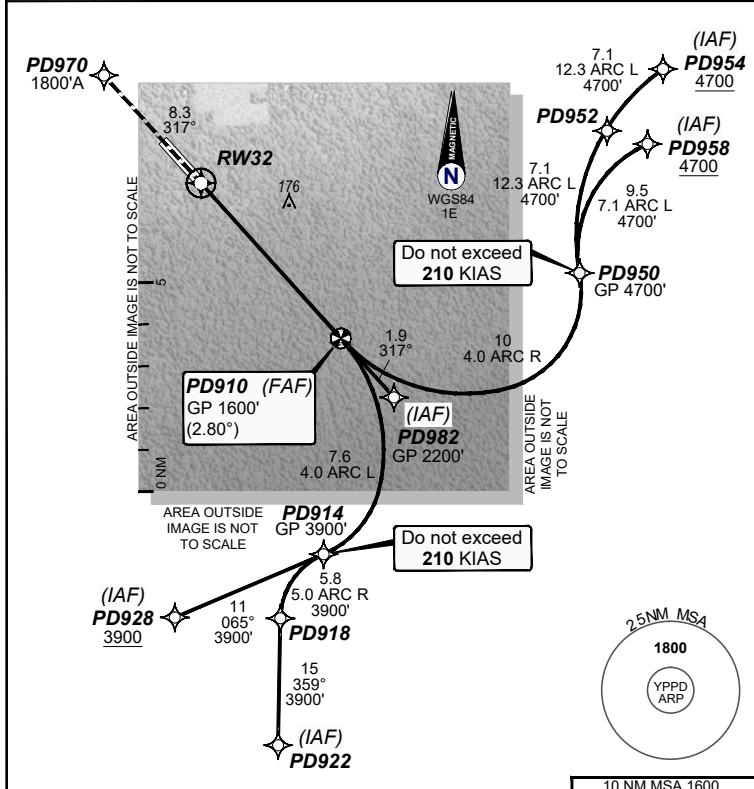 PD970
1800'A
8.3
317°
RW32
176
MAGNETIC
N
WGS84
1E
7.1
12.3 ARC L
4700'
(IAF)
PD954
4700
PD952
(IAF)
PD958
4700
7.1
12.3 ARC L
4700'
9.5
7.1 ARC L
4700'
Do not exceed
210 KIAS
PD950
GP 4700'
AREA OUTSIDE IMAGE IS NOT TO SCALE
5
0 NM
10
4.0 ARC R
1.9
317°
PD910 (FAF)
GP 1600'
(2.80°)
(IAF)
PD982
GP 2200'
AREA OUTSIDE
IMAGE IS NOT
TO SCALE
7.6
4.0 ARC L
AREA OUTSIDE
IMAGE IS NOT
TO SCALE
PD914
GP 3900'
Do not exceed
210 KIAS
5.8
5.0 ARC R
3900'
(IAF)
PD928
3900
11
065°
3900'
PD918
15
359°
3900'
(IAF)
PD922
25NM MSA
1800
YPPD
ARP
10 NM MSA 1600